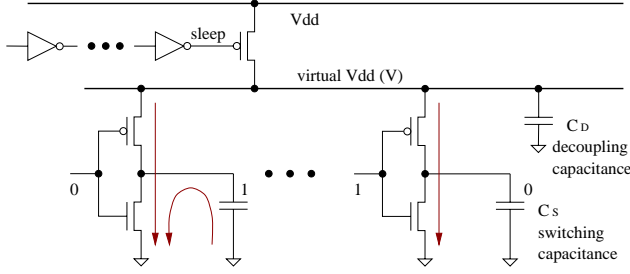 Vdd
sleep
virtual Vdd (V)
CD
decoupling
capacitance
0
1
1
0
CS
switching
capacitance